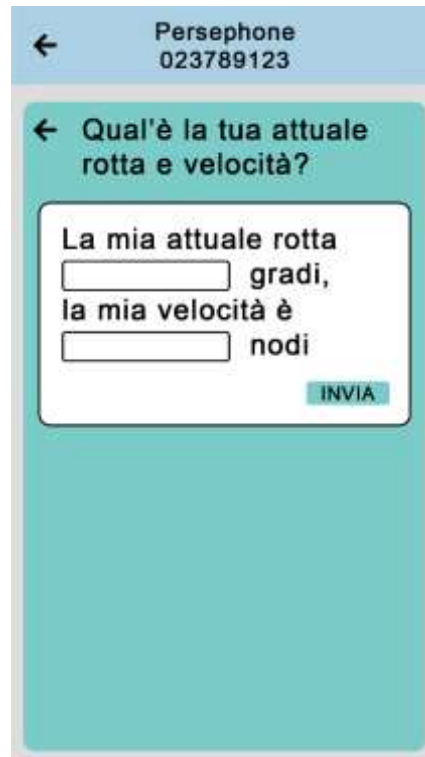 Persephone
023789123
Qual'è la tua attuale
rotta e velocità?
La mia attuale rotta
gradi,
la mia velocità è
nodi
INVIA